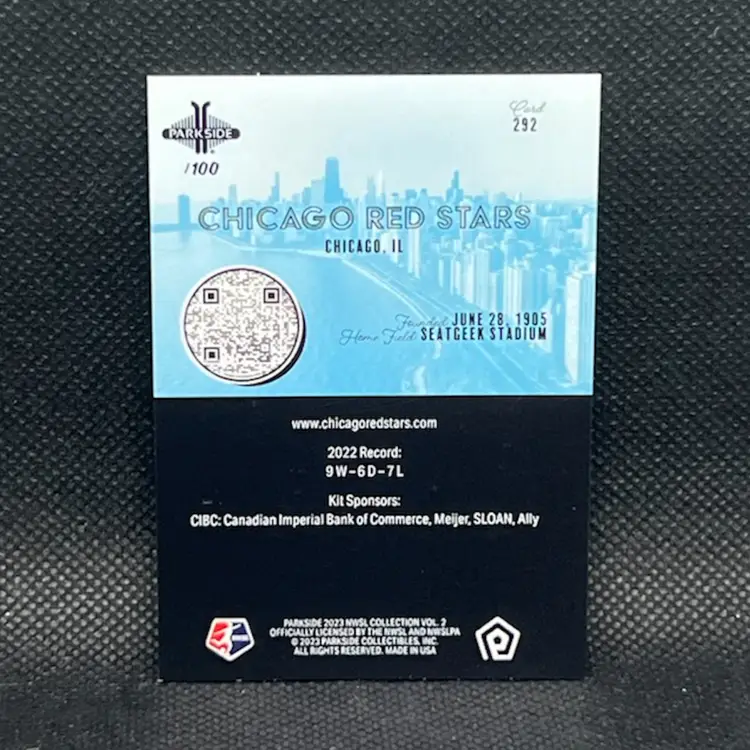 PARKSIDE
/100
Card
292
CHICAGO RED STARS
CHICAGO, IL
Founded: JUNE 28, 1905
Home Field: SEATGEEK STADIUM
www.chicagoredstars.com
2022 Record:
9W-6D-7L
Kit Sponsors:
CIBC: Canadian Imperial Bank of Commerce, Meijer, SLOAN, Ally
PARKSIDE 2023 NWSL COLLECTION VOL. 2
OFFICIALLY LICENSED BY THE NWSL AND NWSLPA
© 2023 PARKSIDE COLLECTIBLES, INC.
ALL RIGHTS RESERVED. MADE IN USA